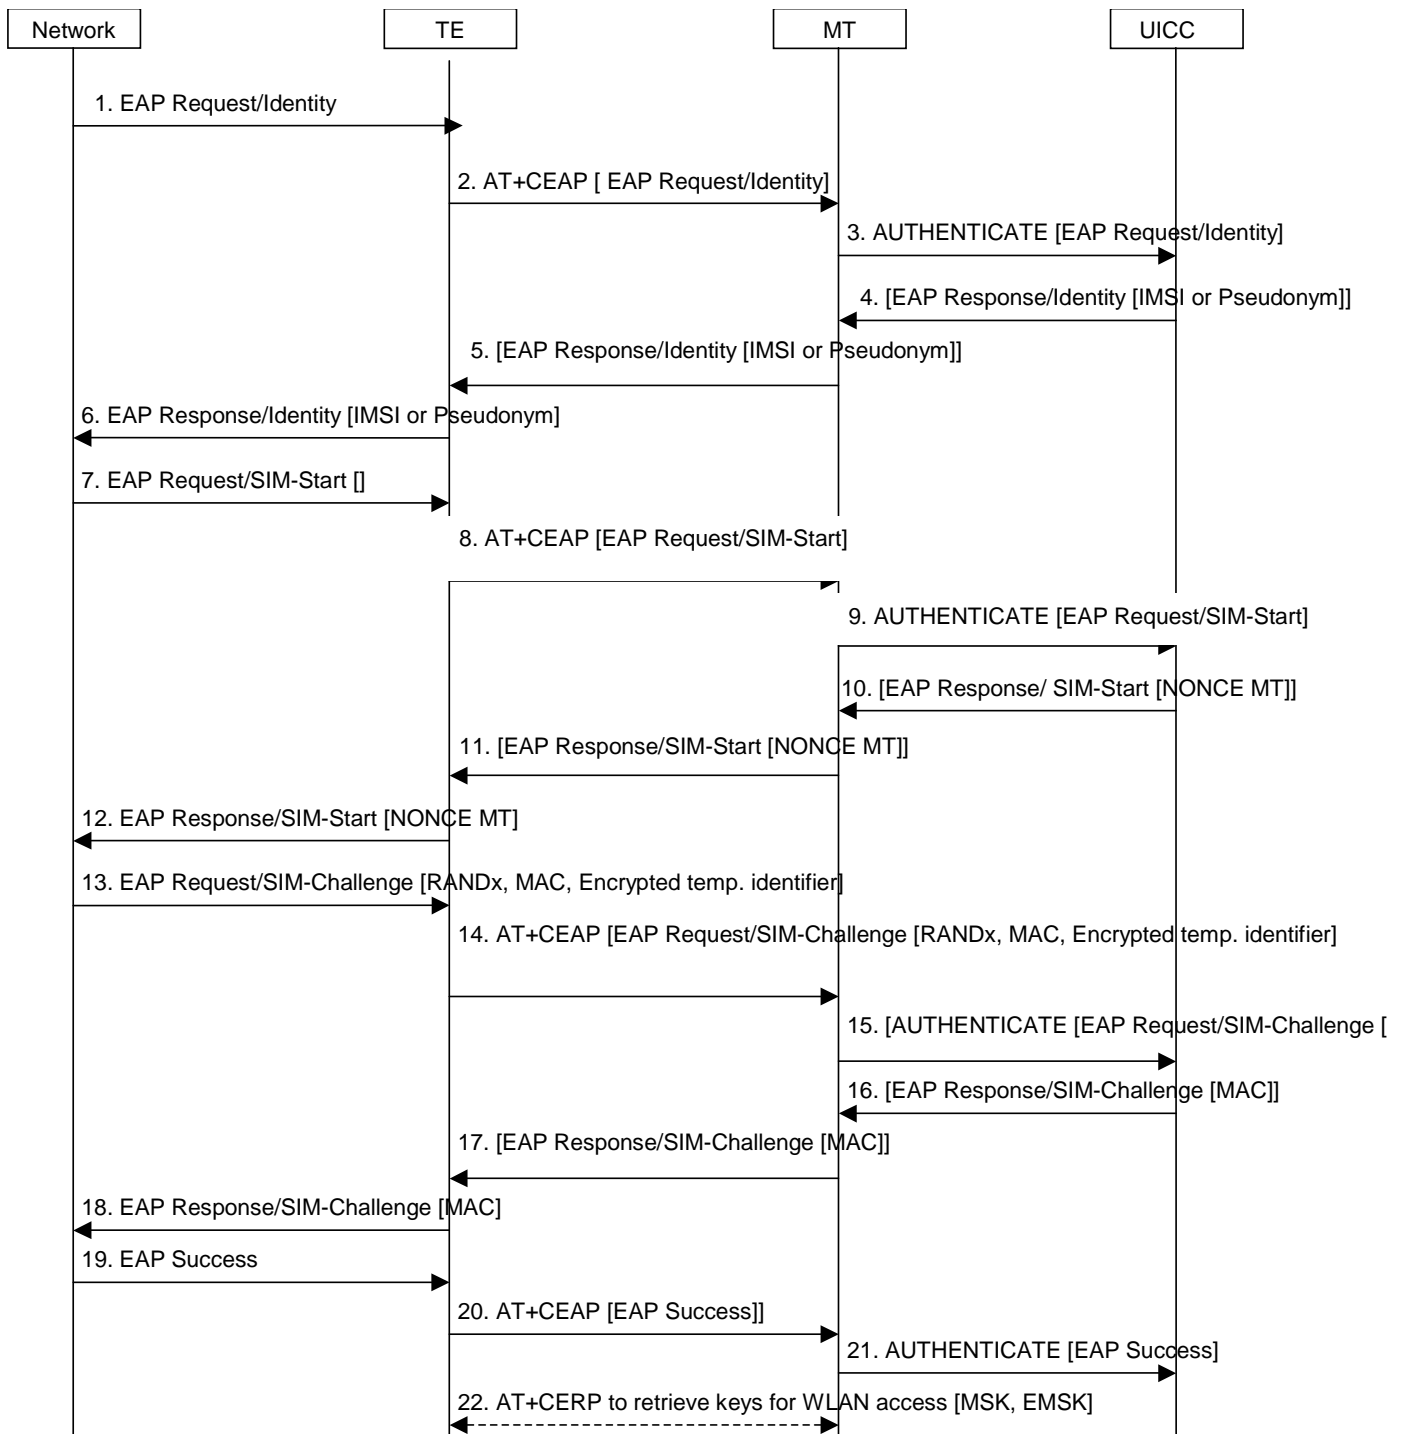 Network
TE
MT
UICC
1. EAP Request/Identity
2. AT+CEAP [ EAP Request/Identity]
3. AUTHENTICATE [EAP Request/Identity]
4. [EAP Response/Identity [IMSI or Pseudonym]]
5. [EAP Response/Identity [IMSI or Pseudonym]]
6. EAP Response/Identity [IMSI or Pseudonym]
7. EAP Request/SIM-Start []
8. AT+CEAP [EAP Request/SIM-Start]
9. AUTHENTICATE [EAP Request/SIM-Start]
10. [EAP Response/ SIM-Start [NONCE MT]]
11. [EAP Response/SIM-Start [NONCE MT]]
12. EAP Response/SIM-Start [NONCE MT]
13. EAP Request/SIM-Challenge [RANDx, MAC, Encrypted temp. identifier]
14. AT+CEAP [EAP Request/SIM-Challenge [RANDx, MAC, Encrypted temp. identifier]
15. [AUTHENTICATE [EAP Request/SIM-Challenge [
16. [EAP Response/SIM-Challenge [MAC]]
17. [EAP Response/SIM-Challenge [MAC]]
18. EAP Response/SIM-Challenge [MAC]
19. EAP Success
20. AT+CEAP [EAP Success]]
21. AUTHENTICATE [EAP Success]
22. AT+CERP to retrieve keys for WLAN access [MSK, EMSK]